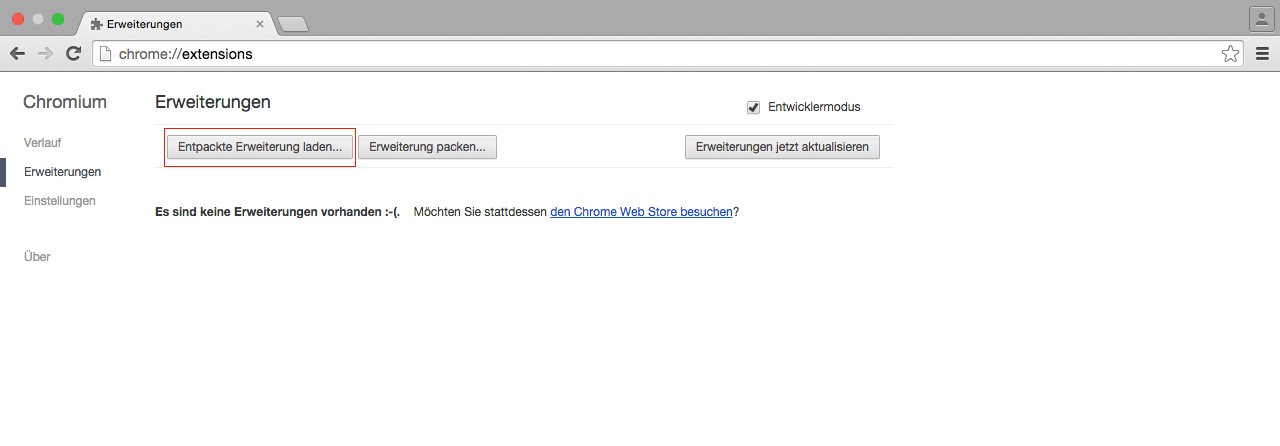 Erweiterungen
chrome://extensions
Chromium
Erweiterungen
Entwicklermodus
Verlauf
Entpackte Erweiterung laden...
Erweiterung packen...
Erweiterungen jetzt aktualisieren
Erweiterungen
Einstellungen
Es sind keine Erweiterungen vorhanden :-(. Möchten Sie stattdessen den Chrome Web Store besuchen?
Über